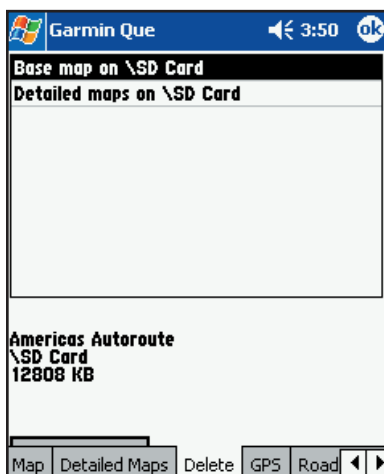 Garmin Que 3:50 ok
Base map on \SD Card
Detailed maps on \SD Card
Americas Autoroute
\SD Card
12808 KB
Map Detailed Maps Delete GPS Road